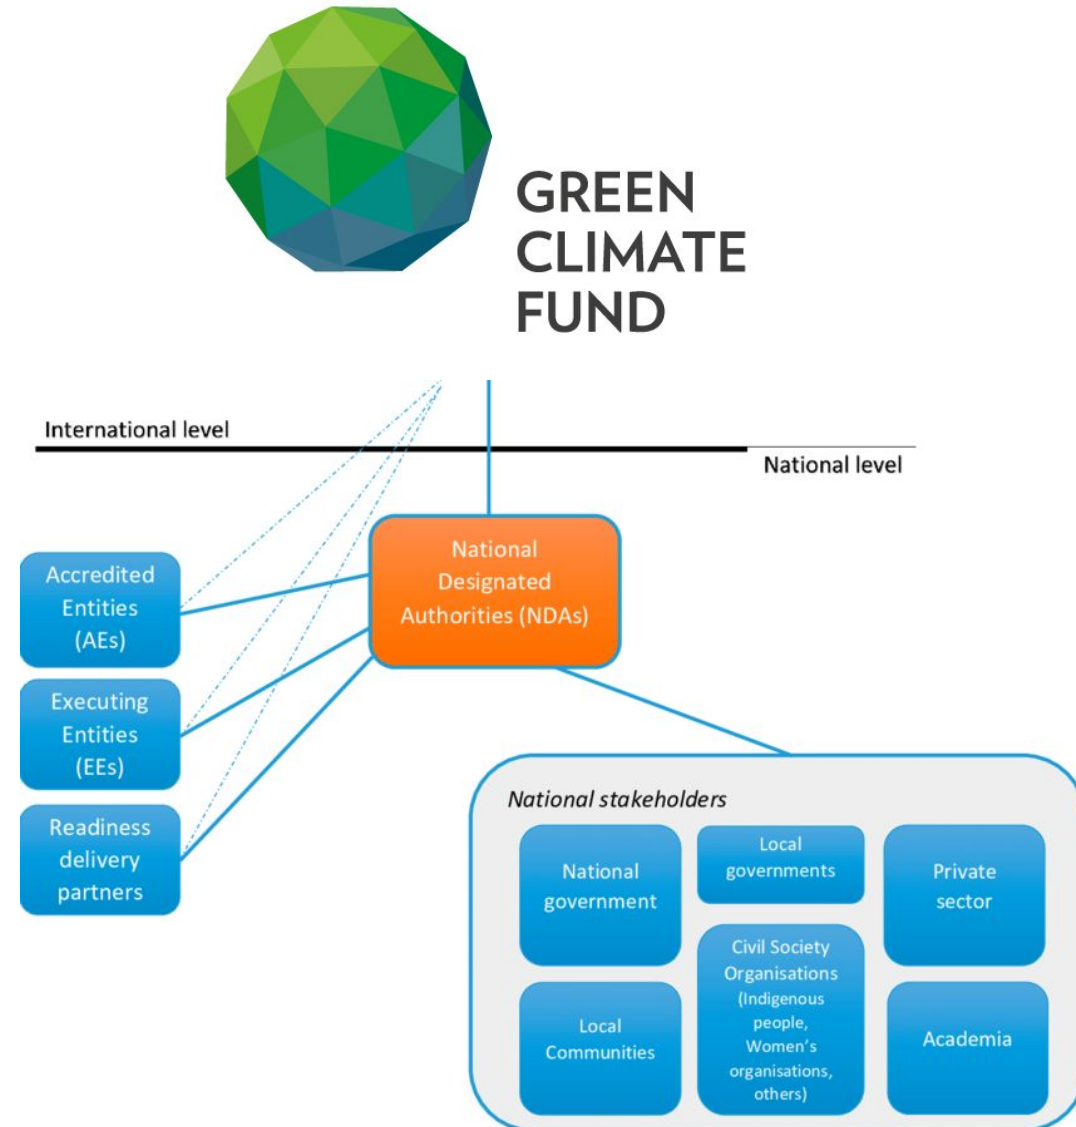 GREEN
CLIMATE
FUND
International level
National level
National
Designated
Authorities (NDAs)
Accredited
Entities
(AEs)
Executing
Entities
(EEs)
Readiness
delivery
partners
National stakeholders
National
government
Local
governments
Private
sector
Local
Communities
Civil Society
Organisations
(Indigenous
people,
Women's
organisations,
others)
Academia